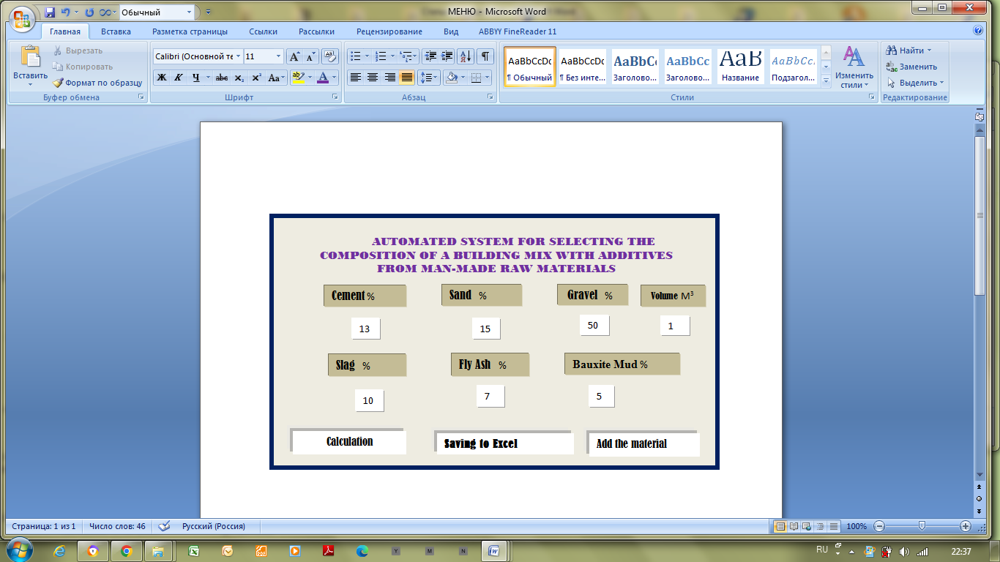 Обычный
МЕНЮ - Microsoft Word
Главная Вставка Разметка страницы Ссылки Рассылки Рецензирование Вид ABBYY FineReader 11
Вставить
Вырезать
Копировать
Формат по образцу
Буфер обмена
Calibri (Основной те 11
Ж К Ч abc x₂ x² Aa
Шрифт
Абзац
AaBbCcDc AaBbCcDc AaBbC AaBbCc AaB AaBbCc.
¶ Обычный ¶ Без инте... Заголово... Заголово... Название Подзагол...
Стили
Изменить
стили
Найти
Заменить
Выделить
Редактирование
AUTOMATED SYSTEM FOR SELECTING THE
COMPOSITION OF A BUILDING MIX WITH ADDITIVES
FROM MAN-MADE RAW MATERIALS
Cement % Sand % Gravel % Volume M³
13 15 50 1
Slag % Fly Ash % Bauxite Mud %
10 7 5
Calculation Saving to Excel Add the material
Страница: 1 из 1 Число слов: 46 Русский (Россия) 100%
Y M N RU 22:37